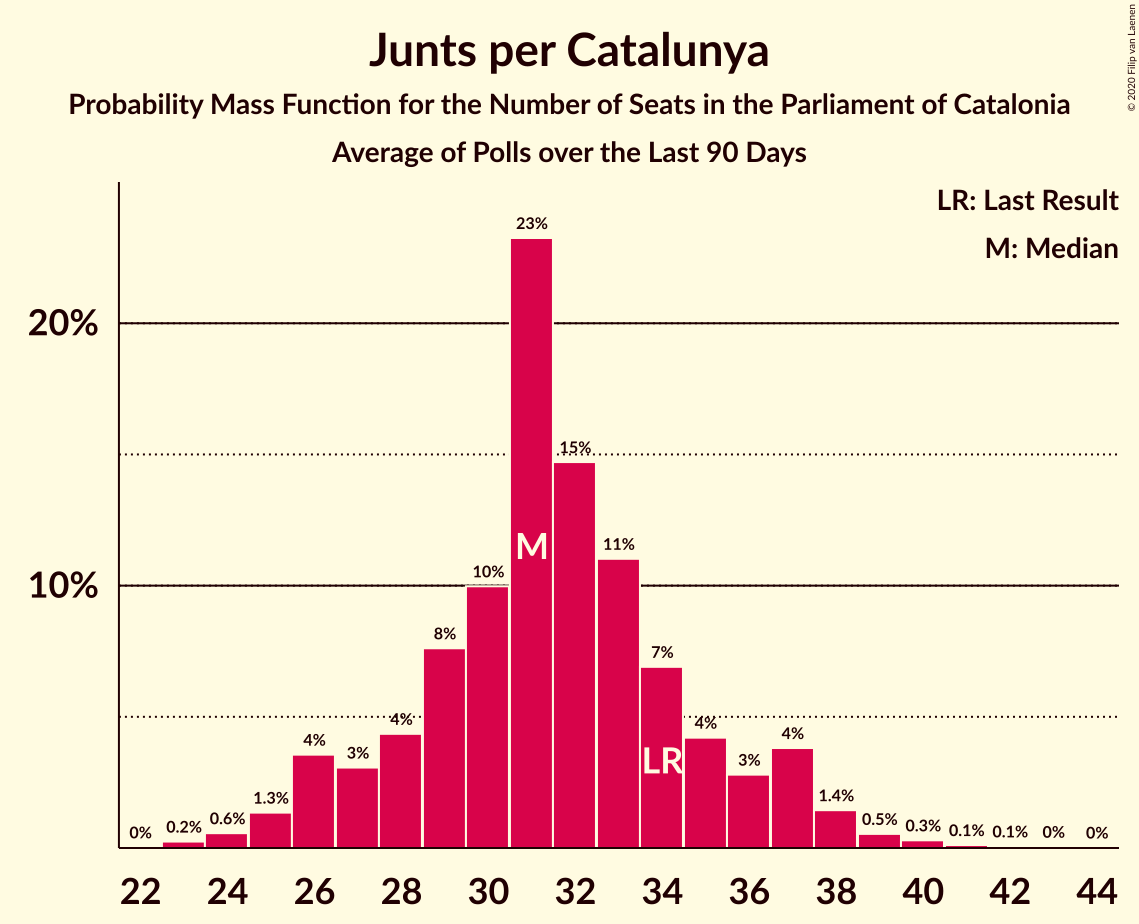 Junts per Catalunya
Probability Mass Function for the Number of Seats in the Parliament of Catalonia
Average of Polls over the Last 90 Days
© 2020 Filip van Laenen
LR: Last Result
M: Median
20%
10%
0%
0.2%
0.6%
1.3%
4%
3%
4%
8%
10%
23%
15%
11%
7%
4%
3%
4%
1.4%
0.5%
0.3%
0.1%
0.1%
0%
0%
M
LR
22 24 26 28 30 32 34 36 38 40 42 44